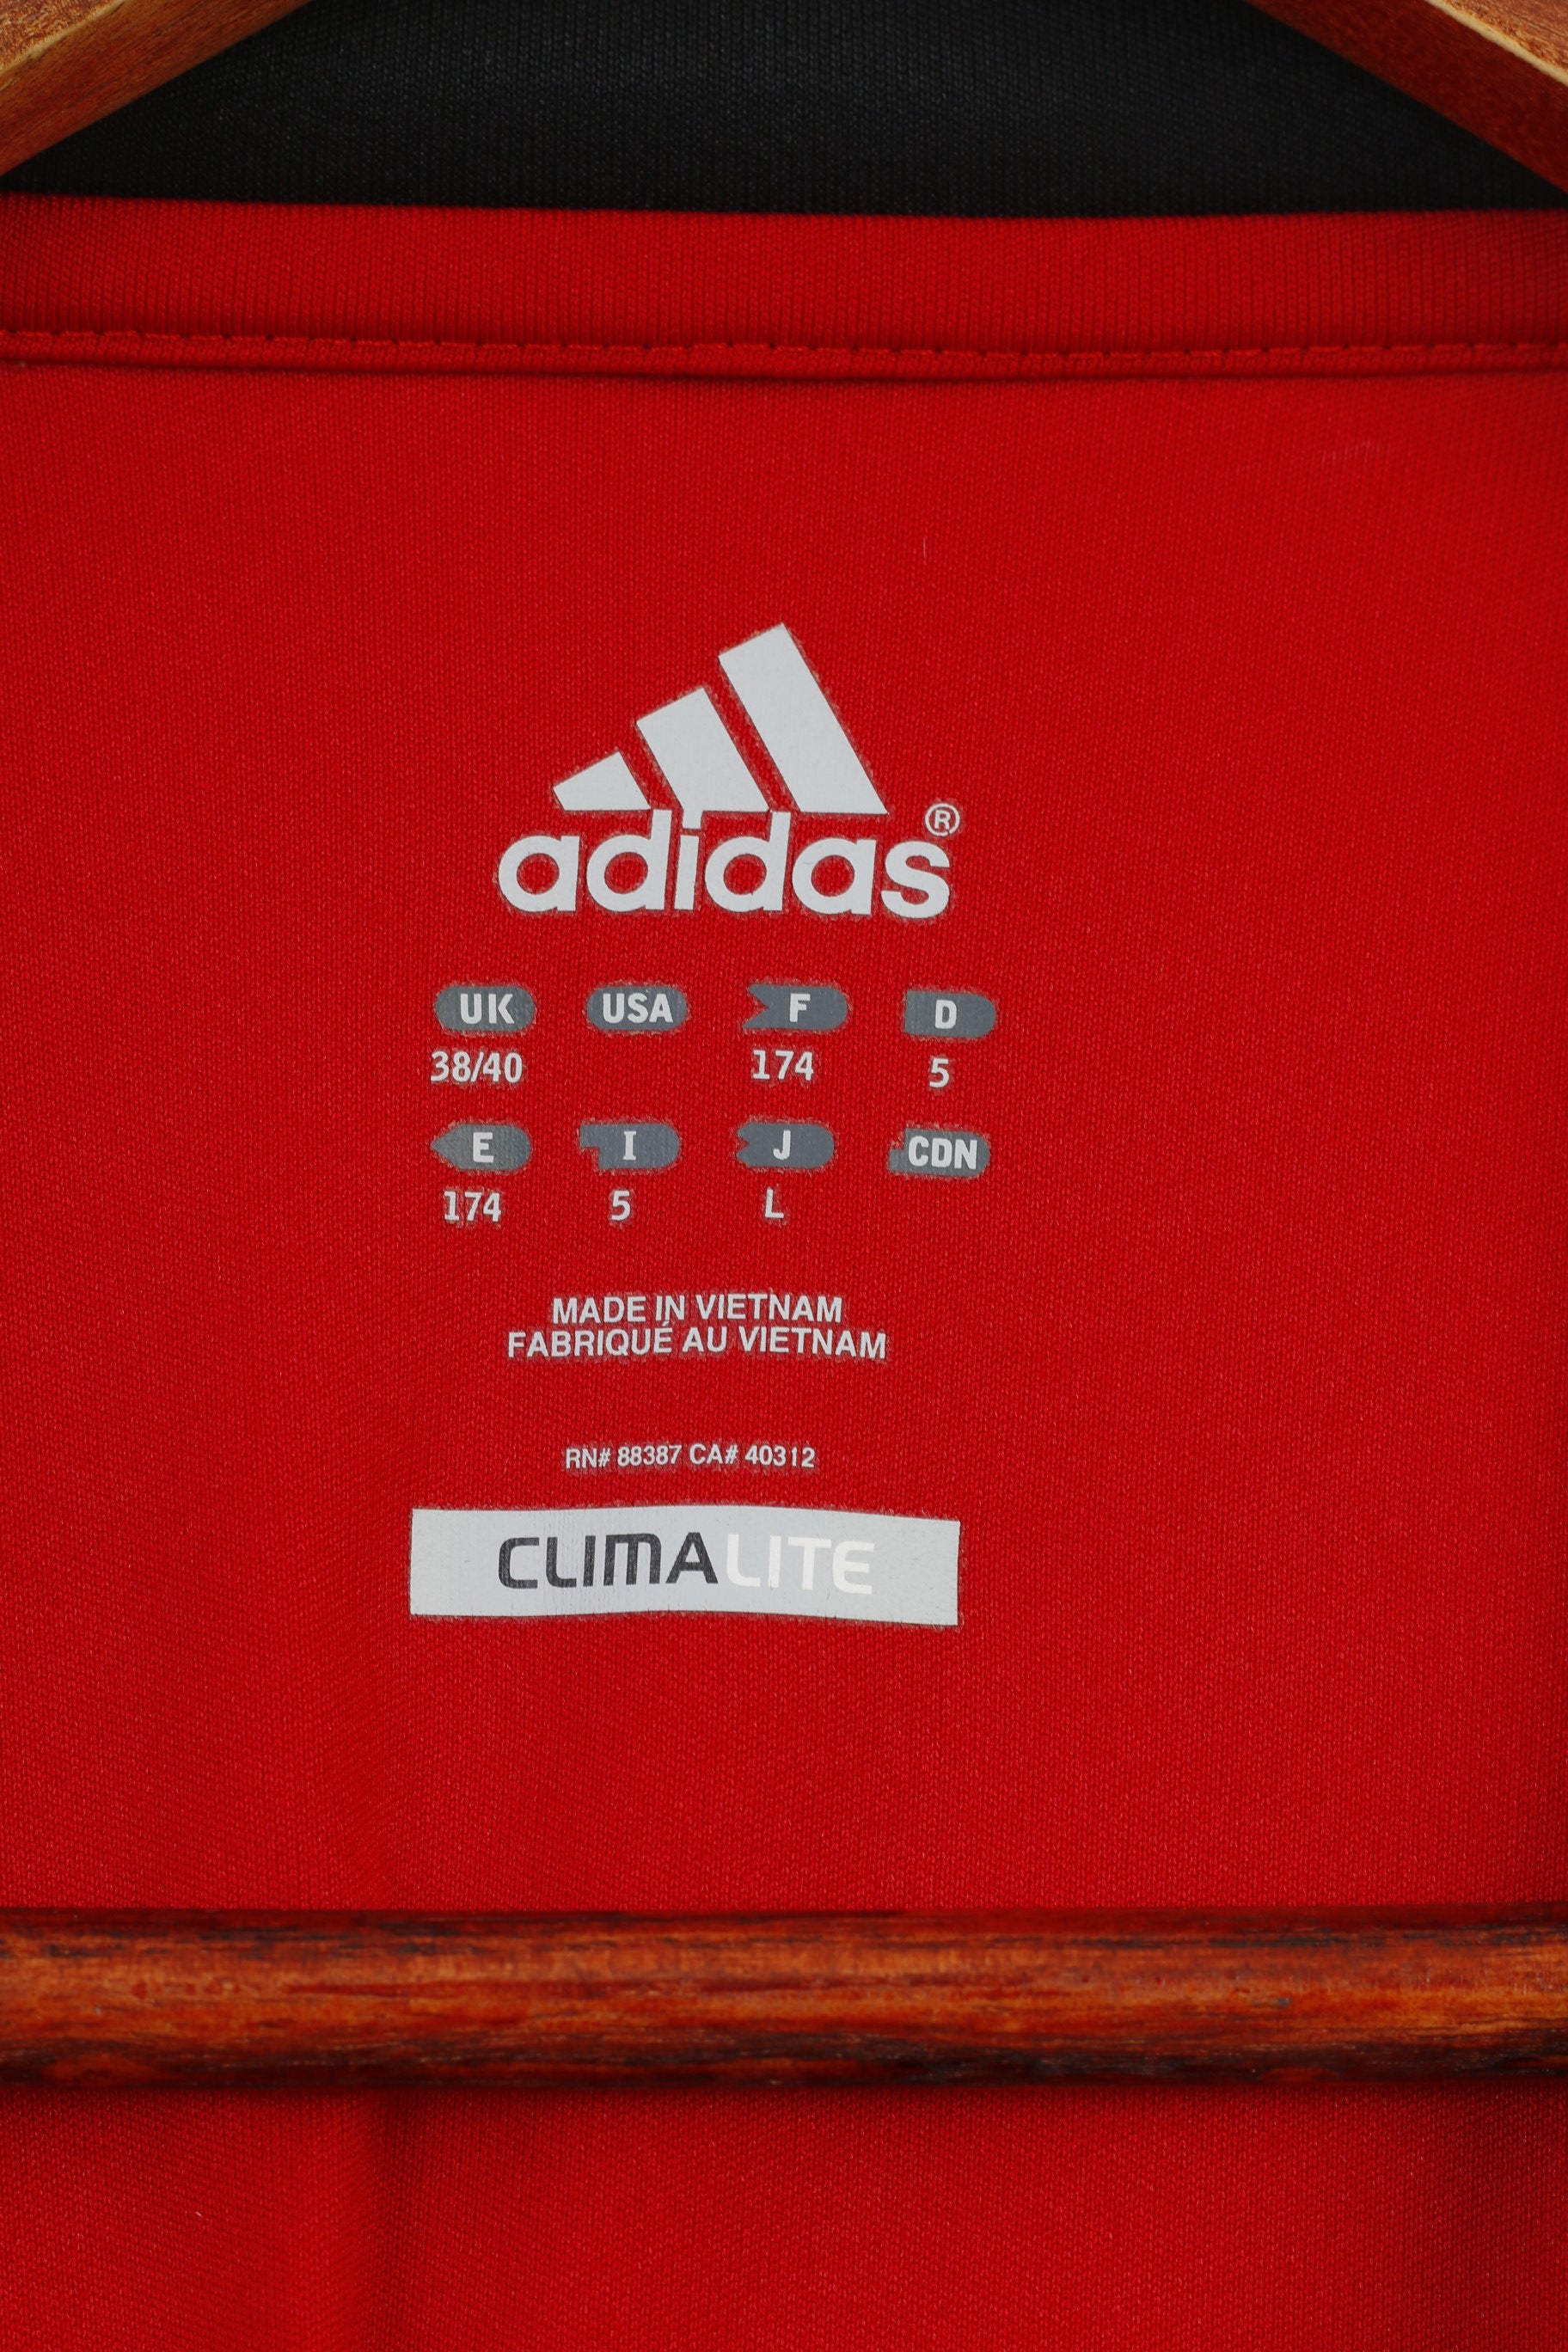 adidas®
UK USA F D
38/40 174 5
E I J CDN
174 5 L
MADE IN VIETNAM
FABRIQUÉ AU VIETNAM
RN# 88387 CA# 40312
CLIMALITE